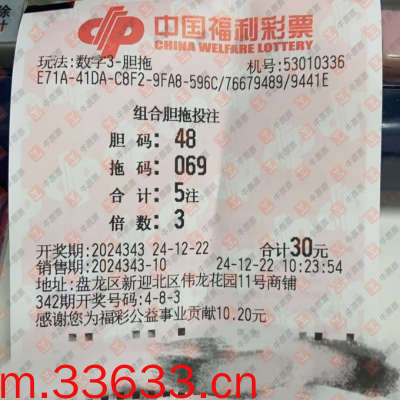 中国福利彩票
CHINA WELFARE LOTTERY
玩法:数字3-胆拖 机号:53010336
E71A-41DA-C8F2-9FA8-596C/76679489/9441E
组合胆拖投注
胆 码: 48
拖 码: 069
合 计: 5注
倍 数: 3
开奖期:2024343 24-12-22 合计30元
销售期:2024343-10 24-12-22 10:23:54
地址:盘龙区新迎北区伟龙花园11号商铺
342期开奖号码:4-8-3
感谢您为福彩公益事业贡献10.20元
m.33633.cn